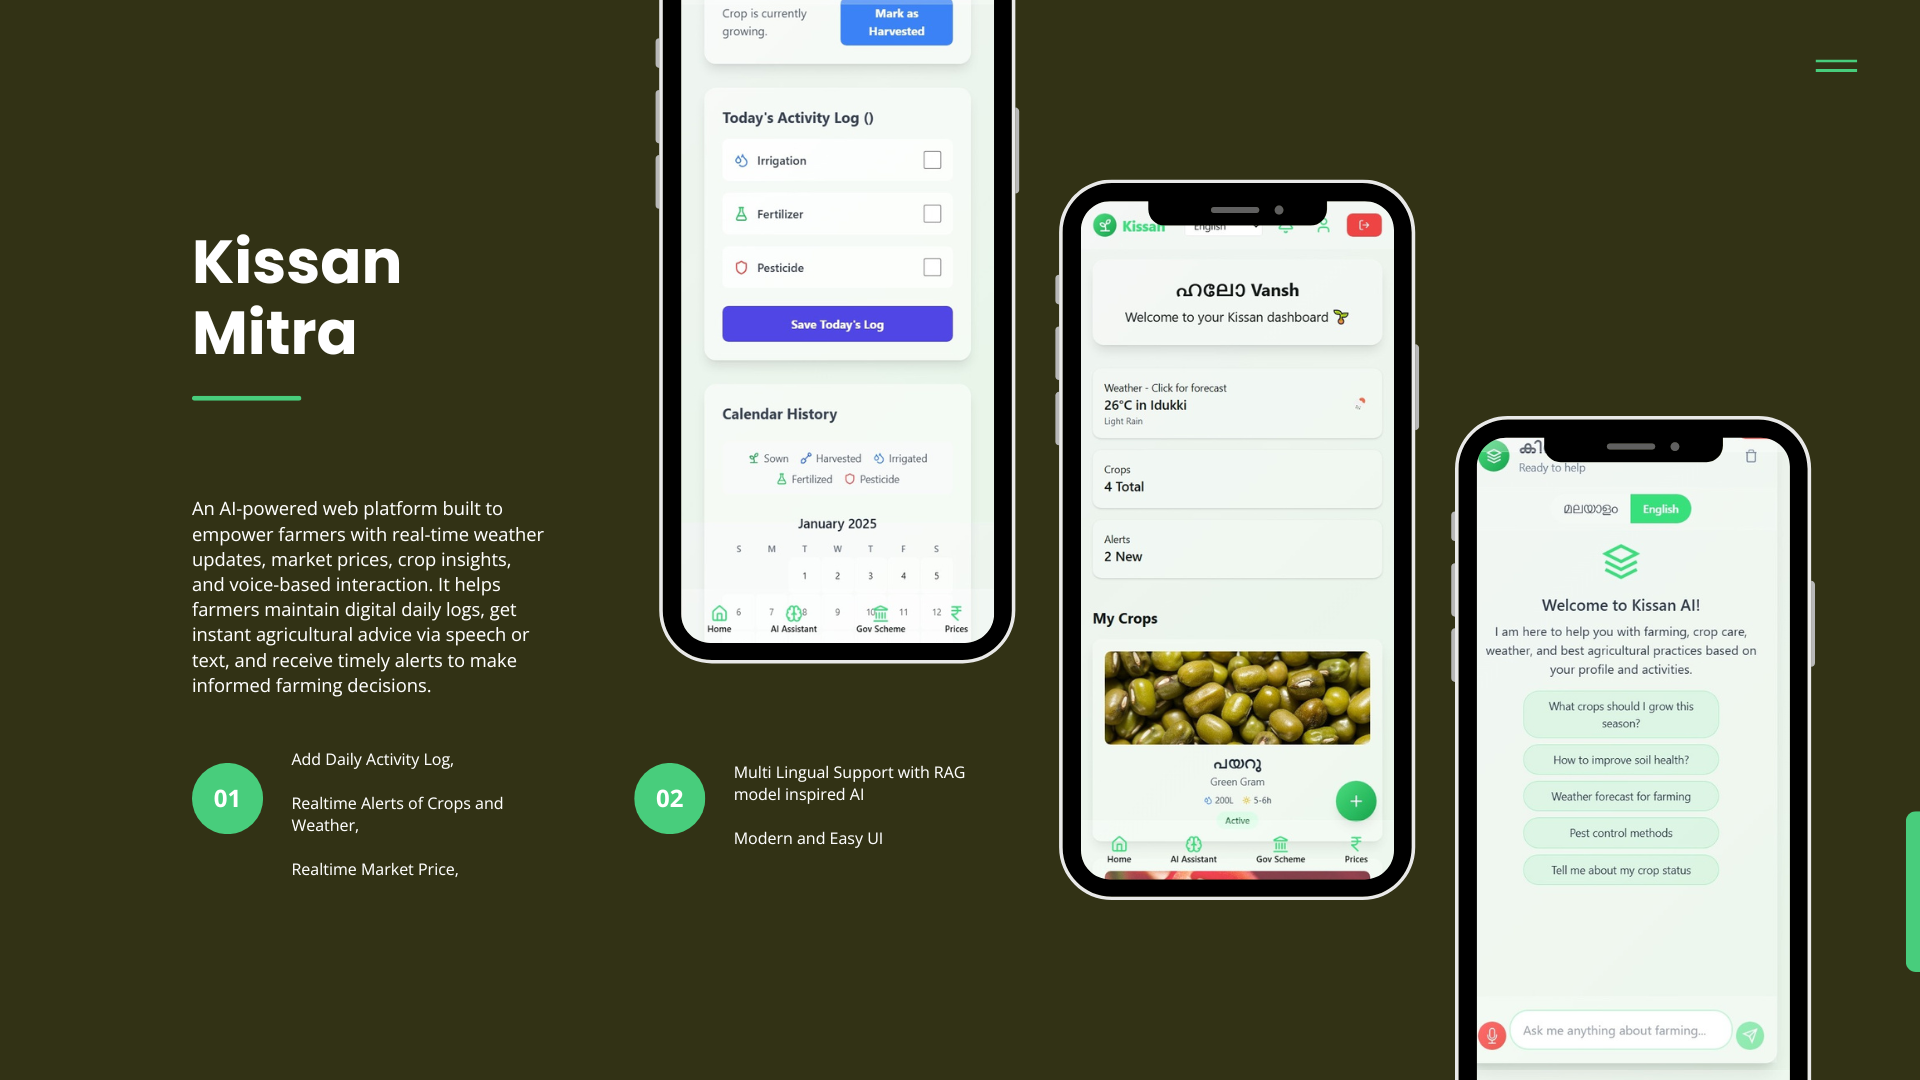 Kissan
Mitra
An AI-powered web platform built to
empower farmers with real-time weather
updates, market prices, crop insights,
and voice-based interaction. It helps
farmers maintain digital daily logs, get
instant agricultural advice via speech or
text, and receive timely alerts to make
informed farming decisions.
01
Add Daily Activity Log,
Realtime Alerts of Crops and
Weather,
Realtime Market Price,
02
Multi Lingual Support with RAG
model inspired AI
Modern and Easy UI
Crop is currently
growing.
Mark as
Harvested
Today's Activity Log ()
Irrigation
Fertilizer
Pesticide
Save Today's Log
Calendar History
Sown Harvested Irrigated
Fertilized Pesticide
January 2025
S M T W T F S
1 2 3 4 5
6 7 8 9 10 11 12
Home AI Assistant Gov Scheme Prices
Kissan English
ഹലോ Vansh
Welcome to your Kissan dashboard
Weather - Click for forecast
26°C in Idukki
Light Rain
Crops
4 Total
Alerts
2 New
My Crops
പയറു
Green Gram
200L 5-6h
Active
+
Home AI Assistant Gov Scheme Prices
Ready to help
മലയാളം English
Welcome to Kissan AI!
I am here to help you with farming, crop care,
weather, and best agricultural practices based on
your profile and activities.
What crops should I grow this
season?
How to improve soil health?
Weather forecast for farming
Pest control methods
Tell me about my crop status
Ask me anything about farming...